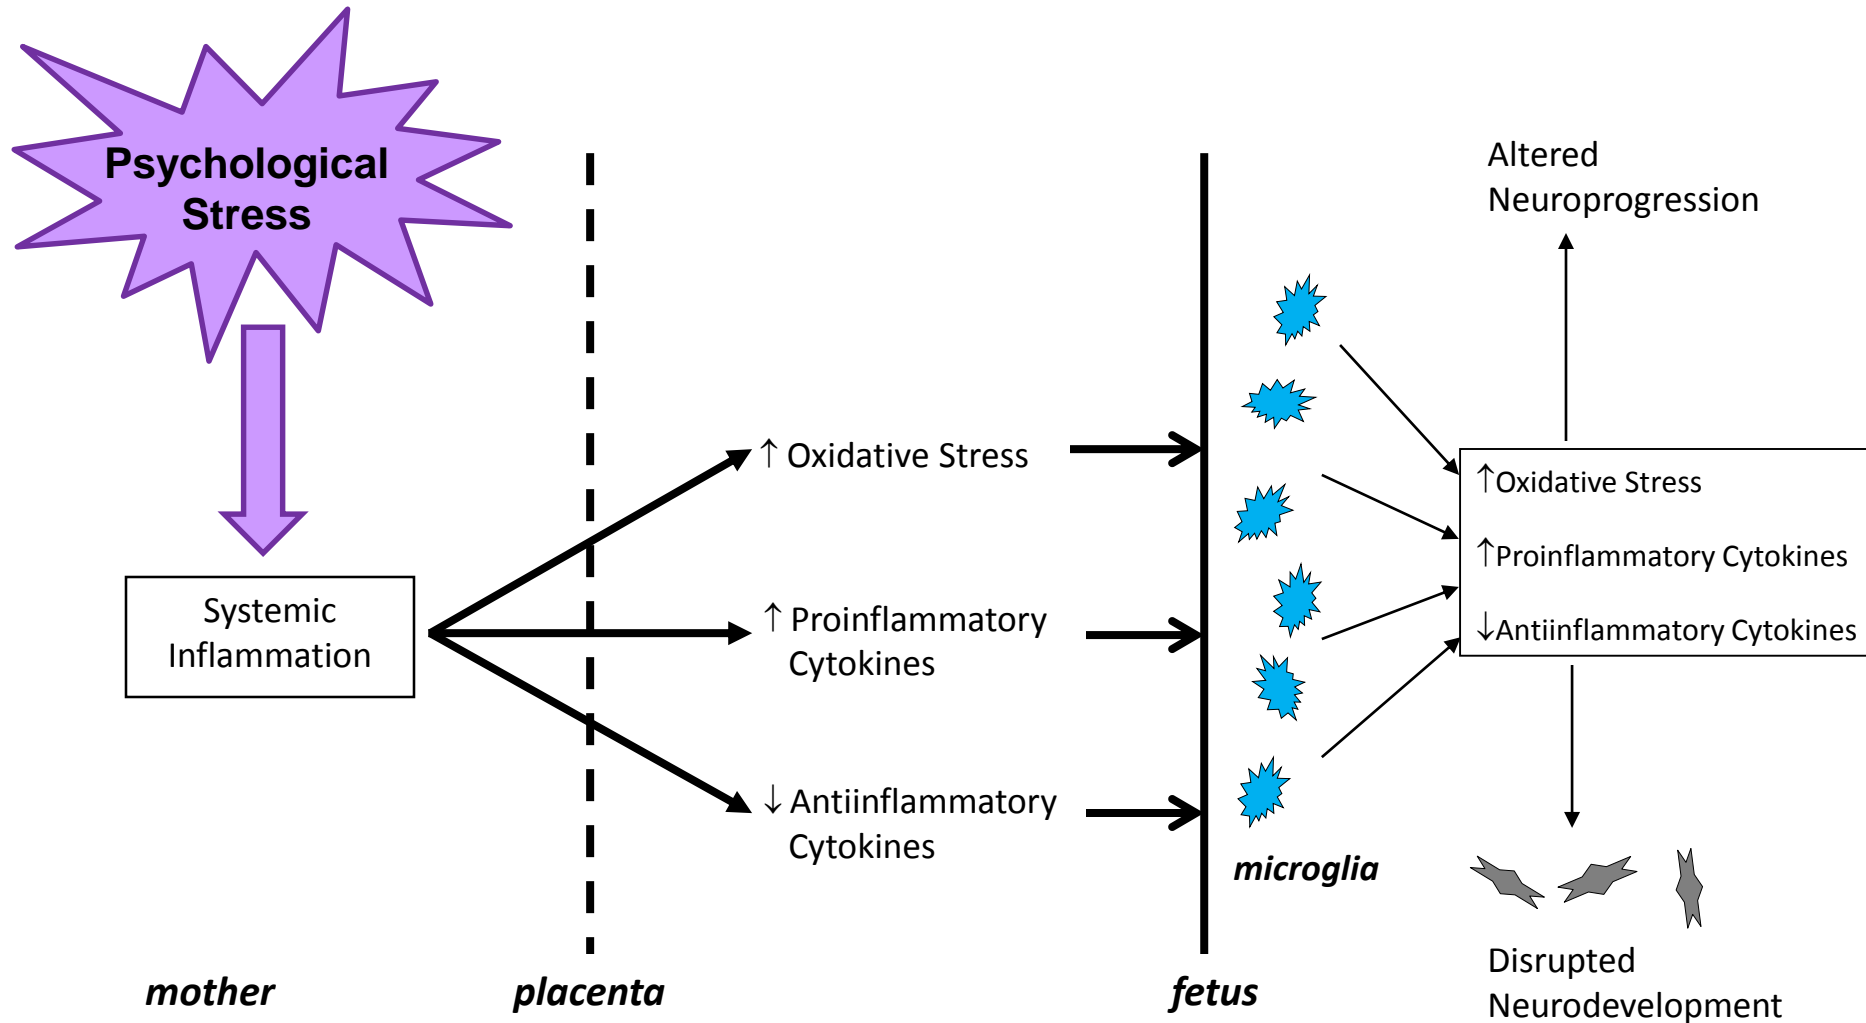 Psychological
Stress
Systemic
Inflammation
↑ Oxidative Stress
↑ Proinflammatory
Cytokines
↓ Antiinflammatory
Cytokines
microglia
Altered
Neuroprogression
↑Oxidative Stress
↑Proinflammatory Cytokines
↓Antiinflammatory Cytokines
Disrupted
Neurodevelopment
mother
placenta
fetus